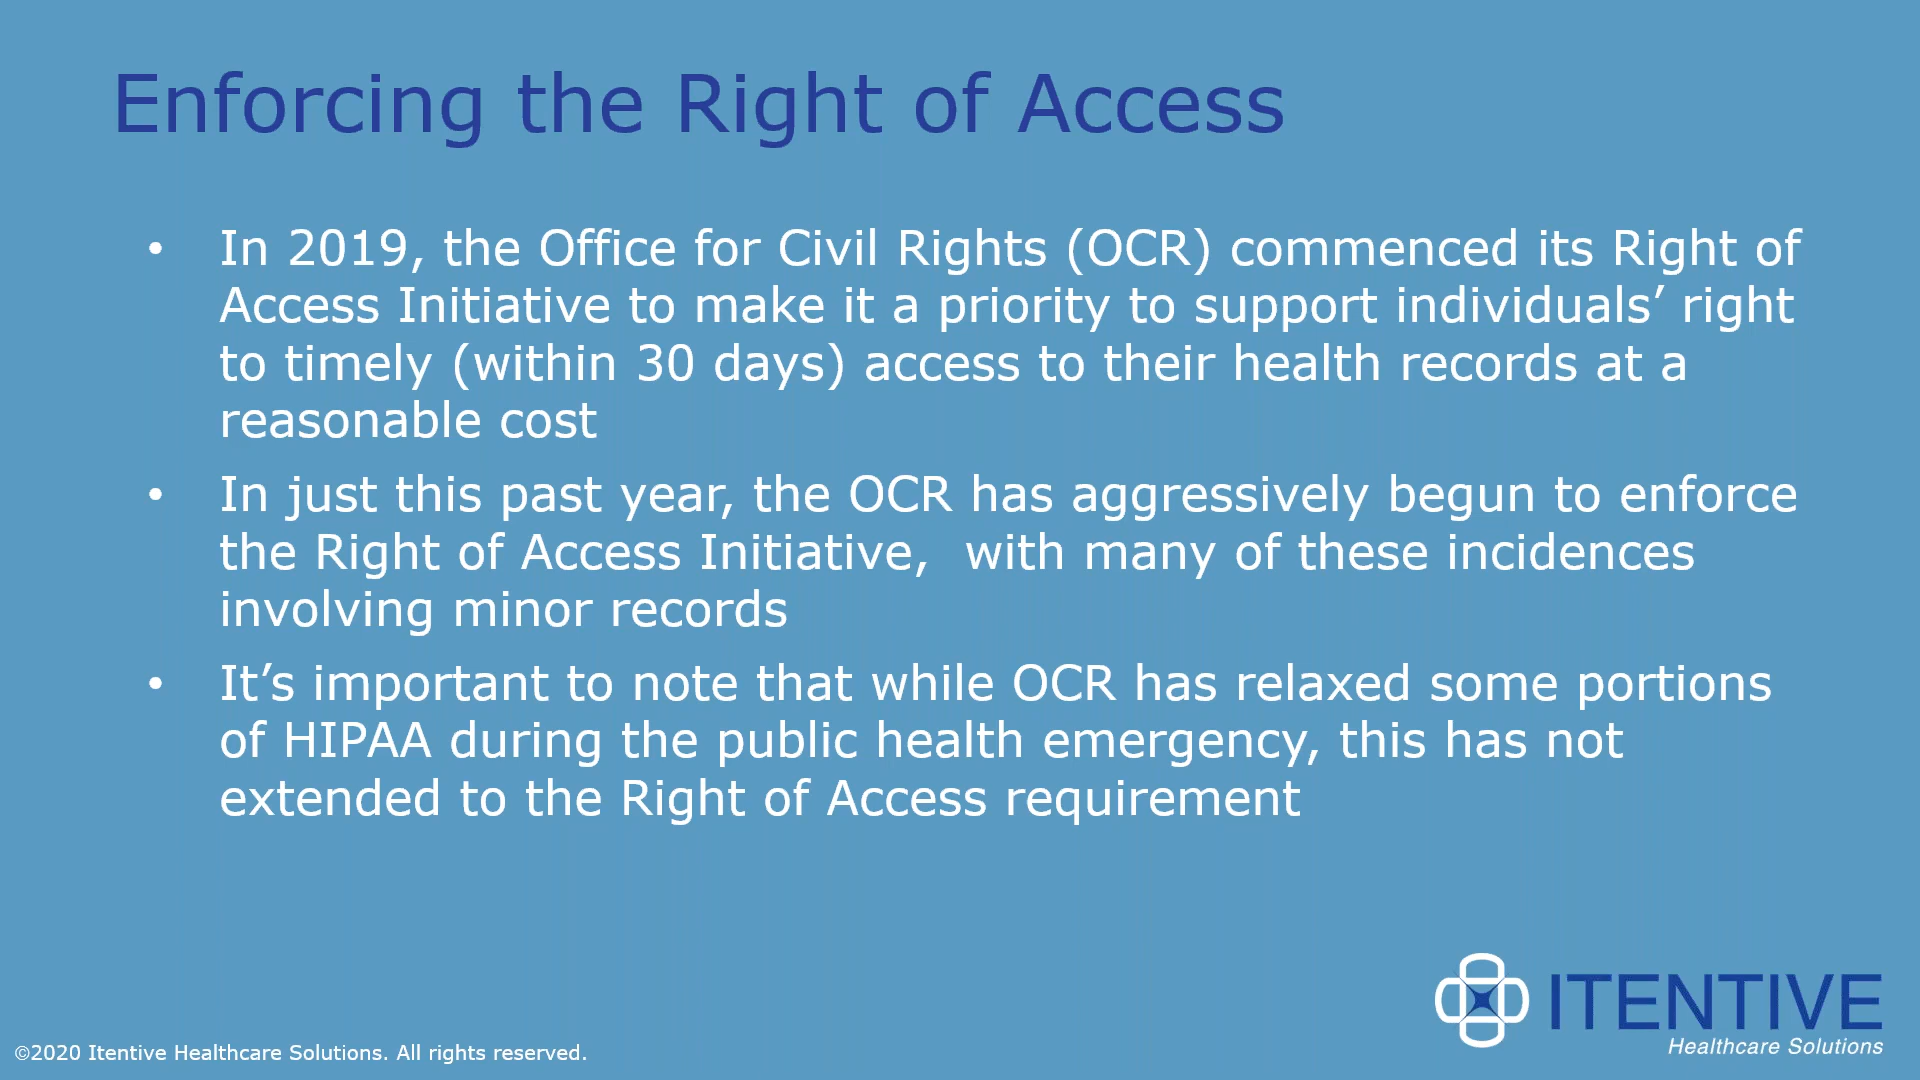 Enforcing the Right of Access
• In 2019, the Office for Civil Rights (OCR) commenced its Right of
Access Initiative to make it a priority to support individuals’ right
to timely (within 30 days) access to their health records at a
reasonable cost
• In just this past year, the OCR has aggressively begun to enforce
the Right of Access Initiative,  with many of these incidences
involving minor records
• It’s important to note that while OCR has relaxed some portions
of HIPAA during the public health emergency, this has not
extended to the Right of Access requirement
ITENTIVE
Healthcare Solutions
©2020 Itentive Healthcare Solutions. All rights reserved.